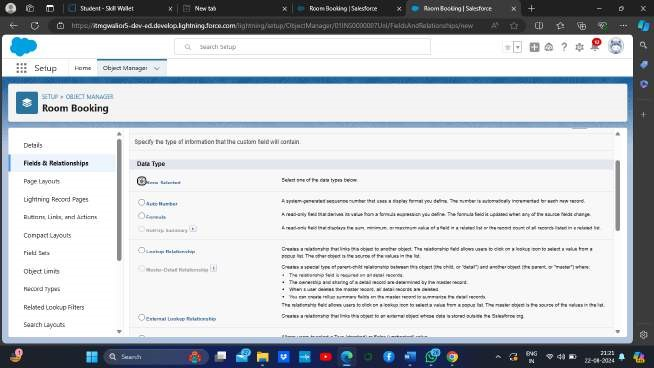 Student - Skill Wallet
New tab
Room Booking | Salesforce
Room Booking | Salesforce
https://itmgwalior5-dev-ed.develop.lightning.force.com/lightning/setup/ObjectManager/01INS0000007Uni/FieldsAndRelationships/new
Search Setup
Setup
Home
Object Manager
SETUP > OBJECT MANAGER
Room Booking
Details
Fields & Relationships
Page Layouts
Lightning Record Pages
Buttons, Links, and Actions
Compact Layouts
Field Sets
Object Limits
Record Types
Related Lookup Filters
Search Layouts
Specify the type of information that the custom field will contain.
Data Type
None Selected
Select one of the data types below.
Auto Number
A system-generated sequence number that uses a display format you define. The number is automatically incremented for each new record.
Formula
A read-only field that derives its value from a formula expression you define. The formula field is updated when any of the source fields change.
Roll-Up Summary
A read-only field that displays the sum, minimum, or maximum value of a field in a related list or the record count of all records listed in a related list.
Lookup Relationship
Creates a relationship that links this object to another object. The relationship field allows users to click on a lookup icon to select a value from a
popup list. The other object is the source of the values in the list.
Master-Detail Relationship
Creates a special type of parent-child relationship between this object (the child, or "detail") and another object (the parent, or "master") where:
• The relationship field is required on all detail records.
• The ownership and sharing of a detail record are determined by the master record.
• When a user deletes the master record, all detail records are deleted.
• You can create rollup summary fields on the master record to summarize the detail records.
The relationship field allows users to click on a lookup icon to select a value from a popup list. The master object is the source of the values in the list.
External Lookup Relationship
Creates a relationship that links this object to an external object whose data is stored outside the Salesforce org.
Search
ENG
IN
21:21
22-08-2024